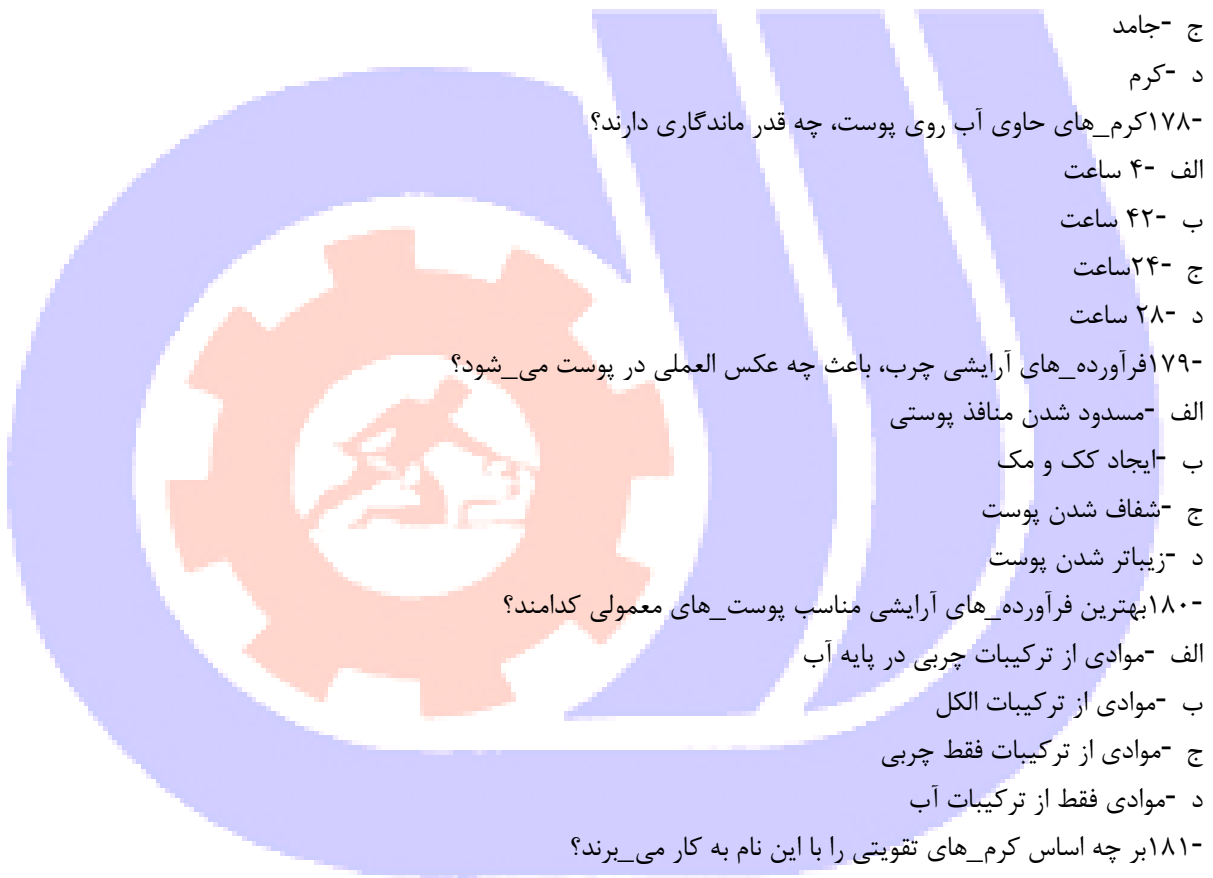 ج -جامد
د -کرم
-۱۷۸کرم_های حاوی آب روی پوست، چه قدر ماندگاری دارند؟
الف -۴ ساعت
ب -۴۲ ساعت
ج -۲۴ساعت
د -۲۸ ساعت
-۱۷۹فرآورده_های آرایشی چرب، باعث چه عکس العملی در پوست می_شود؟
الف -مسدود شدن منافذ پوستی
ب -ایجاد کک و مک
ج -شفاف شدن پوست
د -زیباتر شدن پوست
-۱۸۰بهترین فرآورده_های آرایشی مناسب پوست_های معمولی کدامند؟
الف -موادی از ترکیبات چربی در پایه آب
ب -موادی از ترکیبات الکل
ج -موادی از ترکیبات فقط چربی
د -موادی فقط از ترکیبات آب
-۱۸۱بر چه اساس کرم_های تقویتی را با این نام به کار می_برند؟